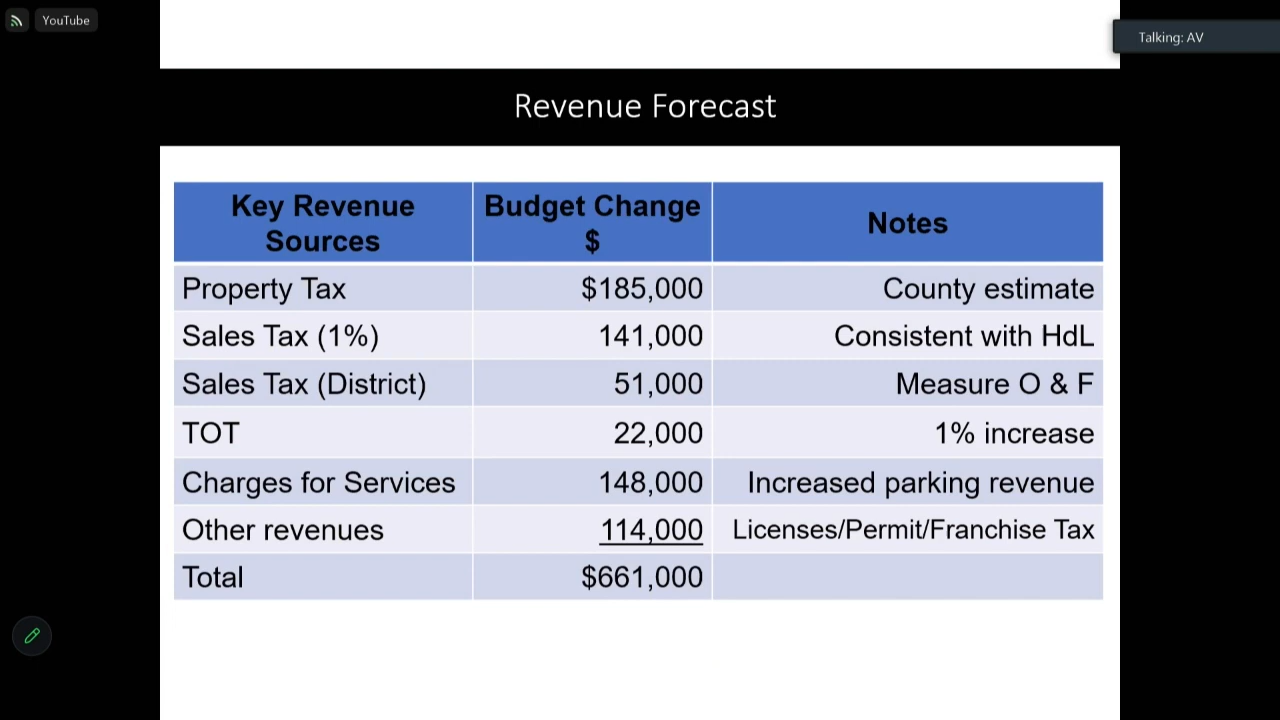 YouTube
Talking: AV
Revenue Forecast
Key Revenue Sources
Budget Change $
Notes
Property Tax $185,000 County estimate
Sales Tax (1%) 141,000 Consistent with HdL
Sales Tax (District) 51,000 Measure O & F
TOT 22,000 1% increase
Charges for Services 148,000 Increased parking revenue
Other revenues 114,000 Licenses/Permit/Franchise Tax
Total $661,000